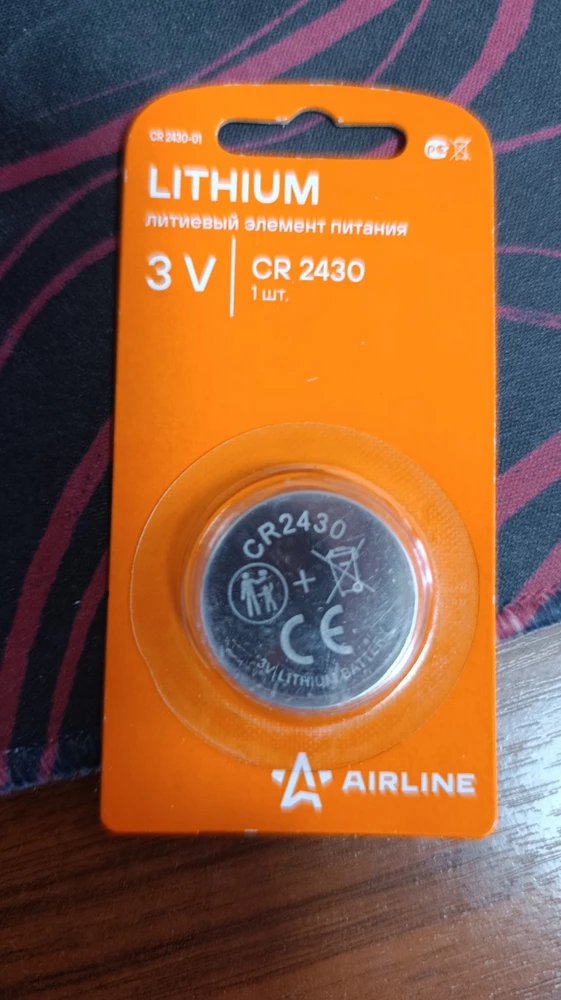 CR 2430-01
LITHIUM
литиевый элемент питания
3 V
CR 2430
1 шт.
CR2430
+
CE
3V LITHIUM BATTERY
AIRLINE